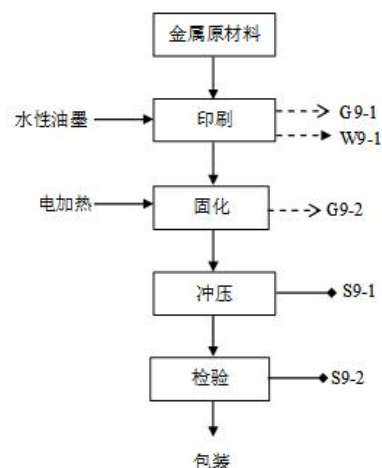 金属原材料
水性油墨
印刷
G9-1
W9-1
电加热
固化
G9-2
冲压
S9-1
检验
S9-2
包装